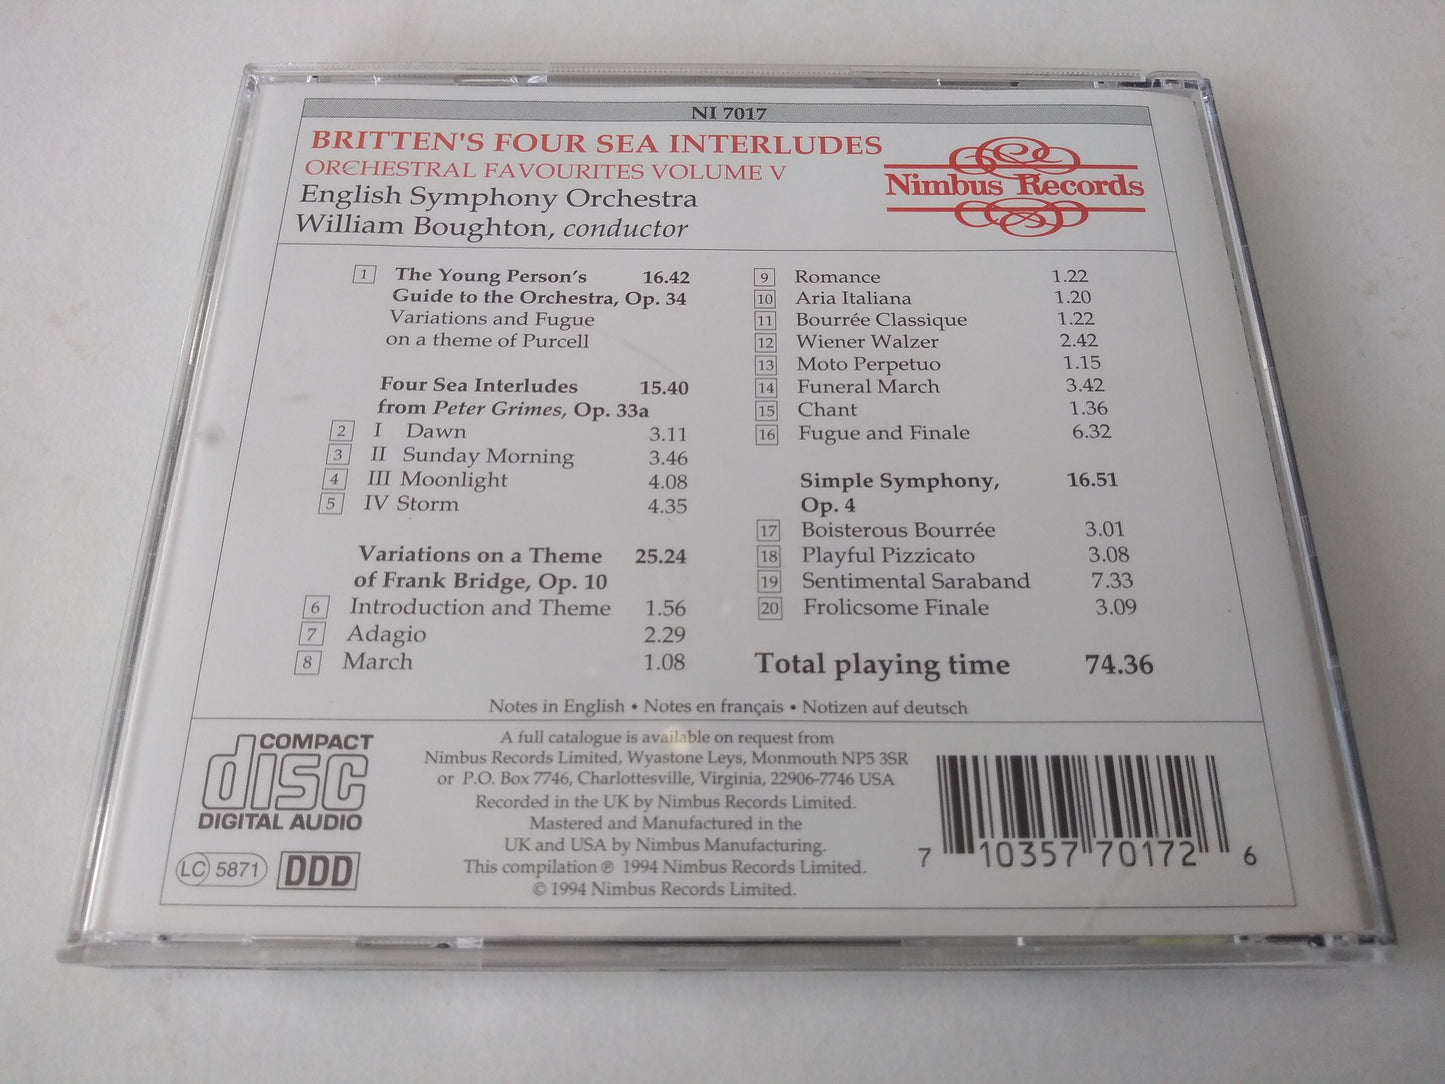 NI 7017
BRITTEN'S FOUR SEA INTERLUDES
ORCHESTRAL FAVOURITES VOLUME V
English Symphony Orchestra
William Boughton, conductor
Nimbus Records
1 The Young Person's 16.42
Guide to the Orchestra, Op. 34
Variations and Fugue
on a theme of Purcell
Four Sea Interludes 15.40
from Peter Grimes, Op. 33a
2 I Dawn 3.11
3 II Sunday Morning 3.46
4 III Moonlight 4.08
5 IV Storm 4.35
Variations on a Theme 25.24
of Frank Bridge, Op. 10
6 Introduction and Theme 1.56
7 Adagio 2.29
8 March 1.08
9 Romance 1.22
10 Aria Italiana 1.20
11 Bourrée Classique 1.22
12 Wiener Walzer 2.42
13 Moto Perpetuo 1.15
14 Funeral March 3.42
15 Chant 1.36
16 Fugue and Finale 6.32
Simple Symphony, 16.51
Op. 4
17 Boisterous Bourrée 3.01
18 Playful Pizzicato 3.08
19 Sentimental Saraband 7.33
20 Frolicsome Finale 3.09
Total playing time 74.36
Notes in English • Notes en français • Notizen auf deutsch
COMPACT
disc
DIGITAL AUDIO
LC 5871
DDD
A full catalogue is available on request from
Nimbus Records Limited, Wyastone Leys, Monmouth NP5 3SR
or P.O. Box 7746, Charlottesville, Virginia, 22906-7746 USA
Recorded in the UK by Nimbus Records Limited.
Mastered and Manufactured in the
UK and USA by Nimbus Manufacturing.
This compilation ℗ 1994 Nimbus Records Limited.
© 1994 Nimbus Records Limited.
7 10357 70172 6